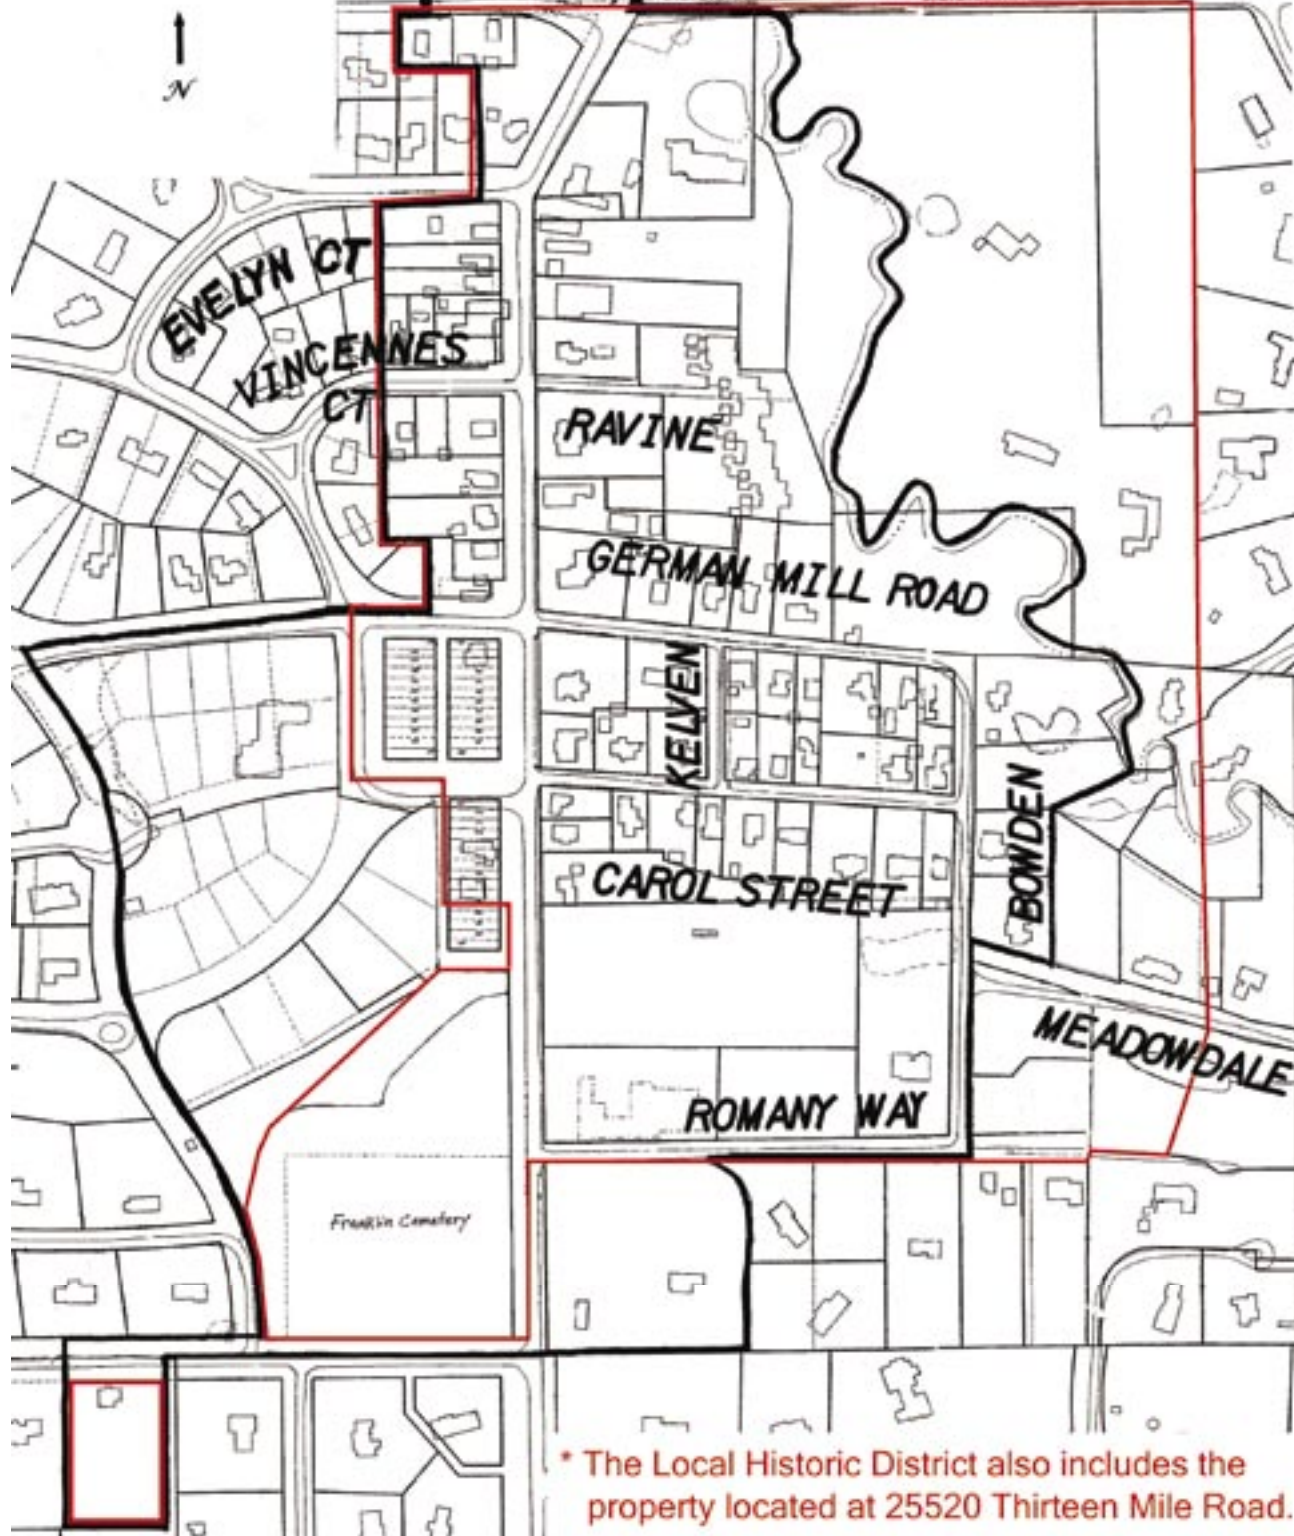 N
EVELYN CT
VINCENNES
CT
RAVINE
GERMAN MILL ROAD
KELVEN
BOWDEN
CAROL STREET
MEADOWDALE
ROMANY WAY
Franklin Cemetery
* The Local Historic District also includes the
property located at 25520 Thirteen Mile Road.